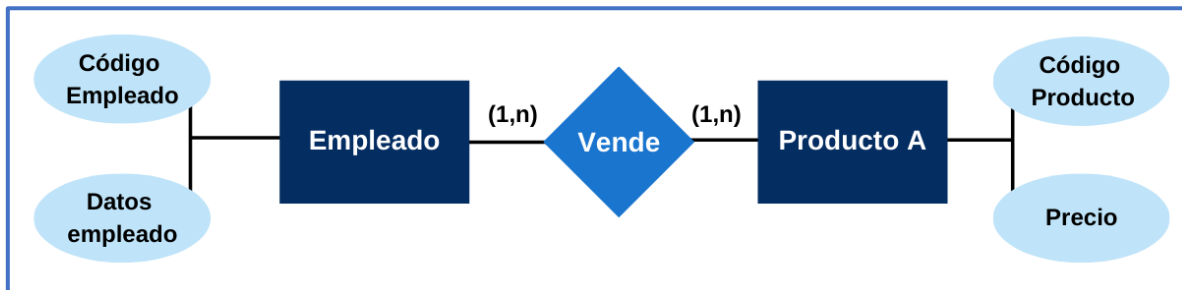 Código
Empleado
Datos
empleado
Empleado
(1,n)
Vende
(1,n)
Producto A
Código
Producto
Precio